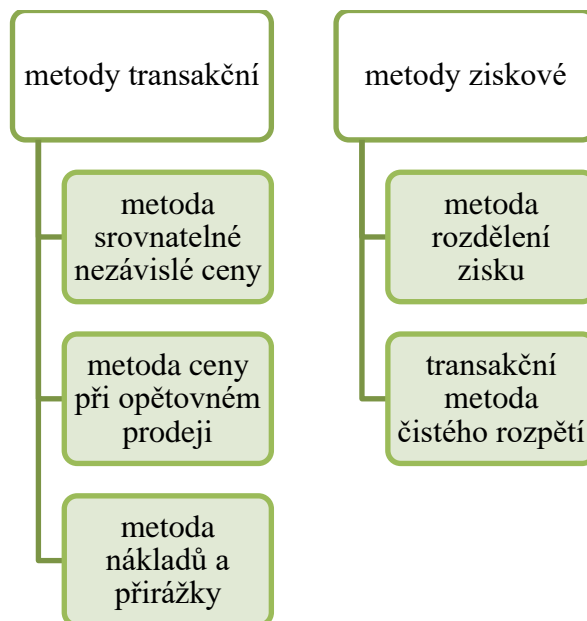 metody transakční
metoda
srovnatelné
nezávislé ceny
metoda ceny
při opětovném
prodeji
metoda
nákladů a
přirážky
metody ziskové
metoda
rozdělení
zisku
transakční
metoda
čistého rozpětí